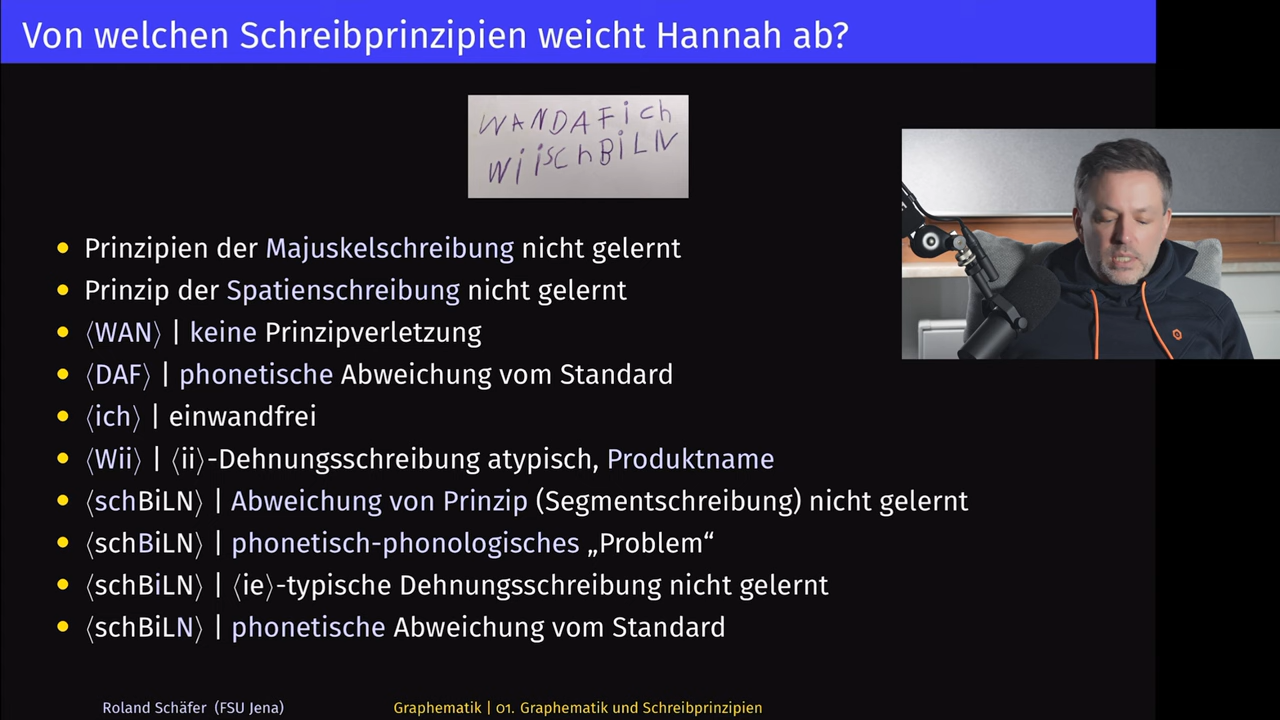 Von welchen Schreibprinzipien weicht Hannah ab?
WANDAFich
WiiSchBiLN
• Prinzipien der Majuskelschreibung nicht gelernt
• Prinzip der Spatienschreibung nicht gelernt
• ⟨WAN⟩ | keine Prinzipverletzung
• ⟨DAF⟩ | phonetische Abweichung vom Standard
• ⟨ich⟩ | einwandfrei
• ⟨Wii⟩ | ⟨ii⟩-Dehnungsschreibung atypisch, Produktname
• ⟨schBiLN⟩ | Abweichung von Prinzip (Segmentschreibung) nicht gelernt
• ⟨schBiLN⟩ | phonetisch-phonologisches „Problem“
• ⟨schBiLN⟩ | ⟨ie⟩-typische Dehnungsschreibung nicht gelernt
• ⟨schBiLN⟩ | phonetische Abweichung vom Standard
Roland Schäfer (FSU Jena) Graphematik | 01. Graphematik und Schreibprinzipien